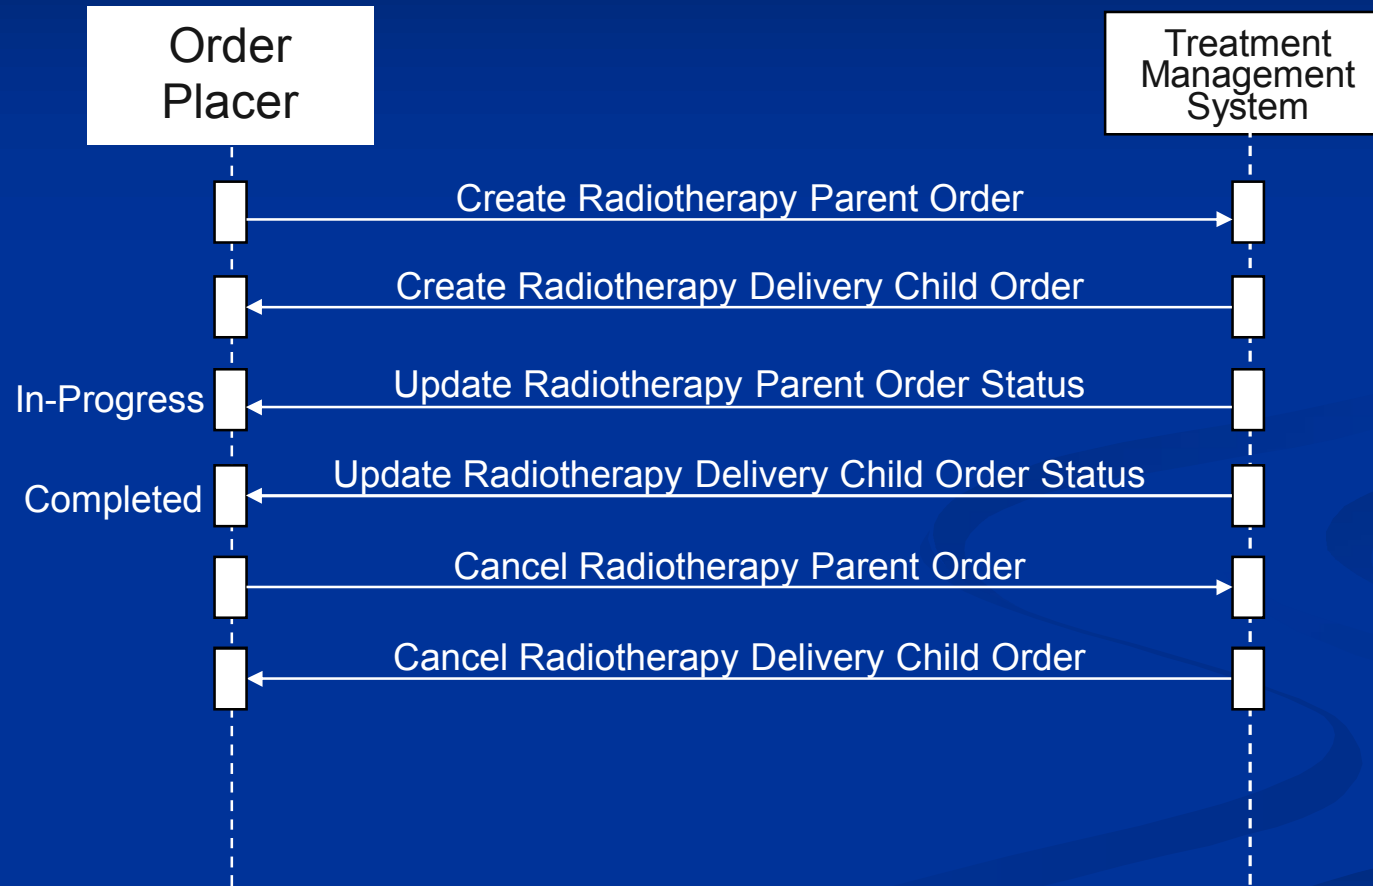 Order
Placer
Treatment
Management
System
Create Radiotherapy Parent Order
Create Radiotherapy Delivery Child Order
In-Progress
Update Radiotherapy Parent Order Status
Completed
Update Radiotherapy Delivery Child Order Status
Cancel Radiotherapy Parent Order
Cancel Radiotherapy Delivery Child Order